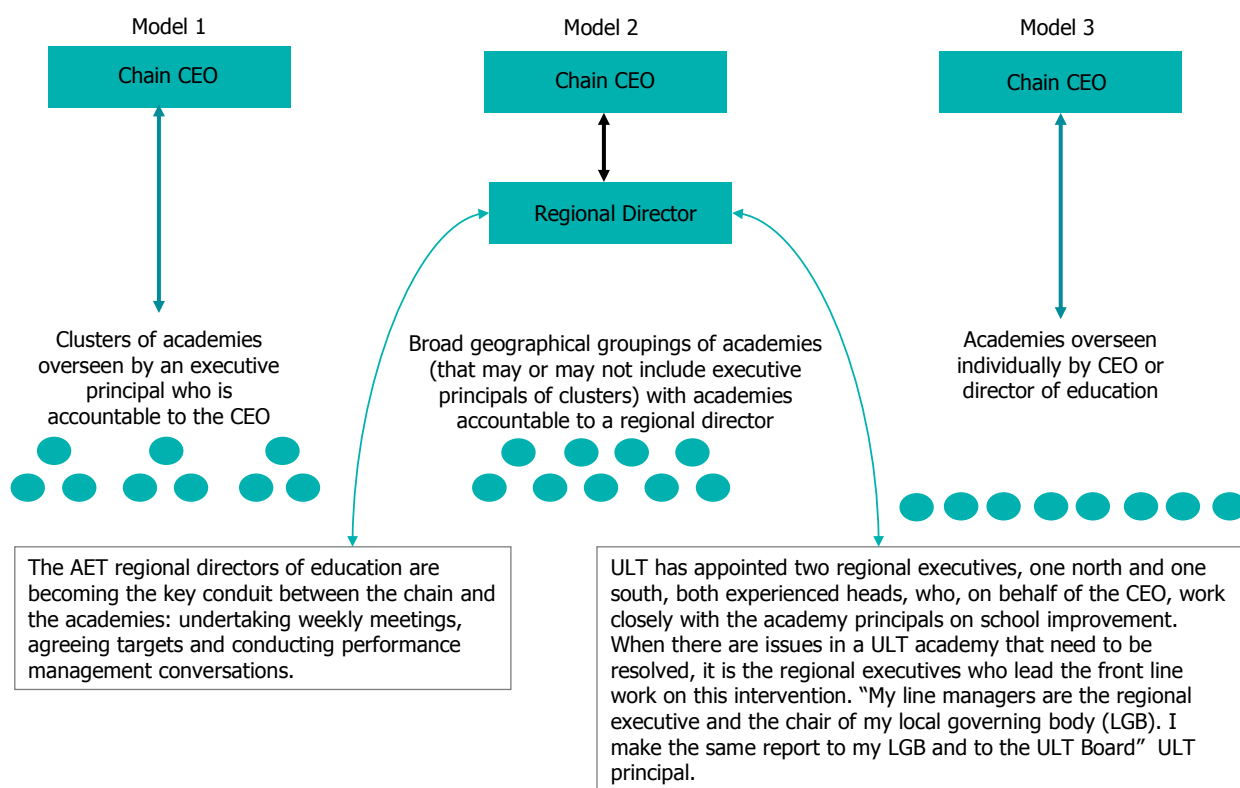 Model 1
Chain CEO
Clusters of academies
overseen by an executive
principal who is
accountable to the CEO
Model 2
Chain CEO
Regional Director
Broad geographical groupings of academies
(that may or may not include executive
principals of clusters) with academies
accountable to a regional director
Model 3
Chain CEO
Academies overseen
individually by CEO or
director of education
The AET regional directors of education are
becoming the key conduit between the chain and
the academies: undertaking weekly meetings,
agreeing targets and conducting performance
management conversations.
ULT has appointed two regional executives, one north and one
south, both experienced heads, who, on behalf of the CEO, work
closely with the academy principals on school improvement.
When there are issues in a ULT academy that need to be
resolved, it is the regional executives who lead the front line
work on this intervention. “My line managers are the regional
executive and the chair of my local governing body (LGB). I
make the same report to my LGB and to the ULT Board” ULT
principal.